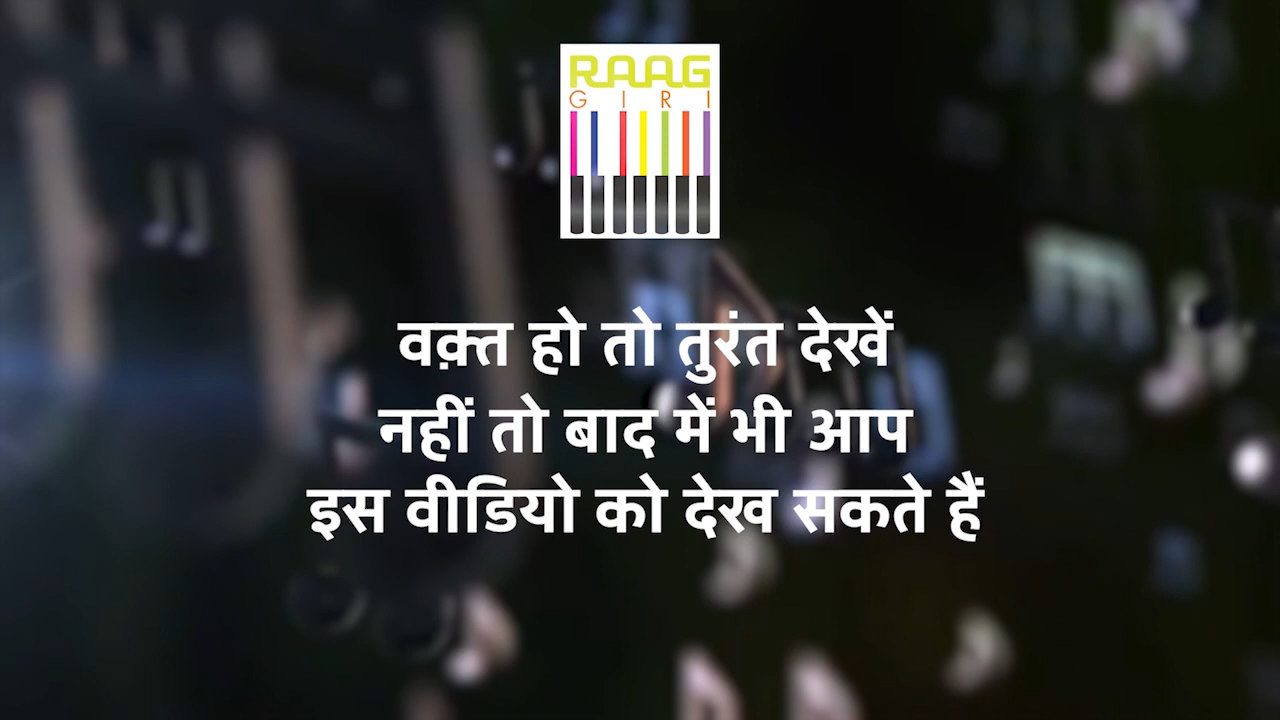 RAAG
GIRI
वक़्त हो तो तुरंत देखें
नहीं तो बाद में भी आप
इस वीडियो को देख सकते हैं